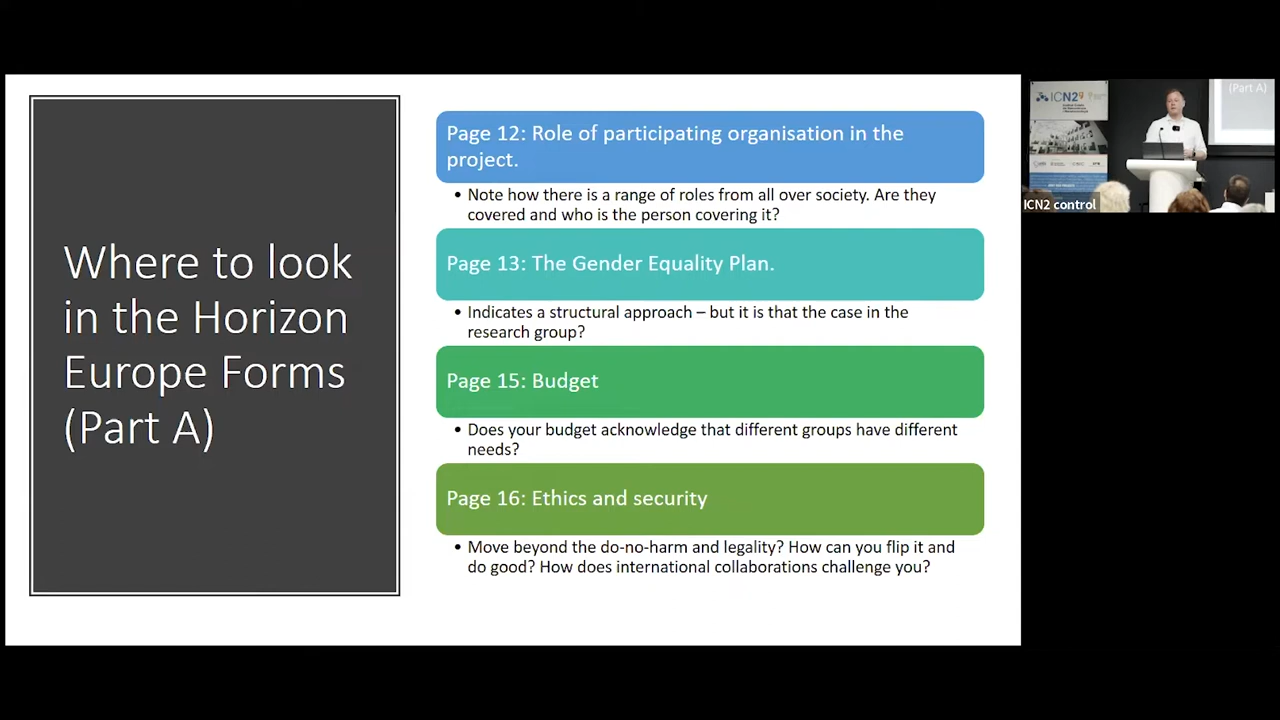 Where to look
in the Horizon
Europe Forms
(Part A)
Page 12: Role of participating organisation in the
project.
• Note how there is a range of roles from all over society. Are they
covered and who is the person covering it?
Page 13: The Gender Equality Plan.
• Indicates a structural approach – but it is that the case in the
research group?
Page 15: Budget
• Does your budget acknowledge that different groups have different
needs?
Page 16: Ethics and security
• Move beyond the do-no-harm and legality? How can you flip it and
do good? How does international collaborations challenge you?
(Part A)
ICN2
ICN2 control